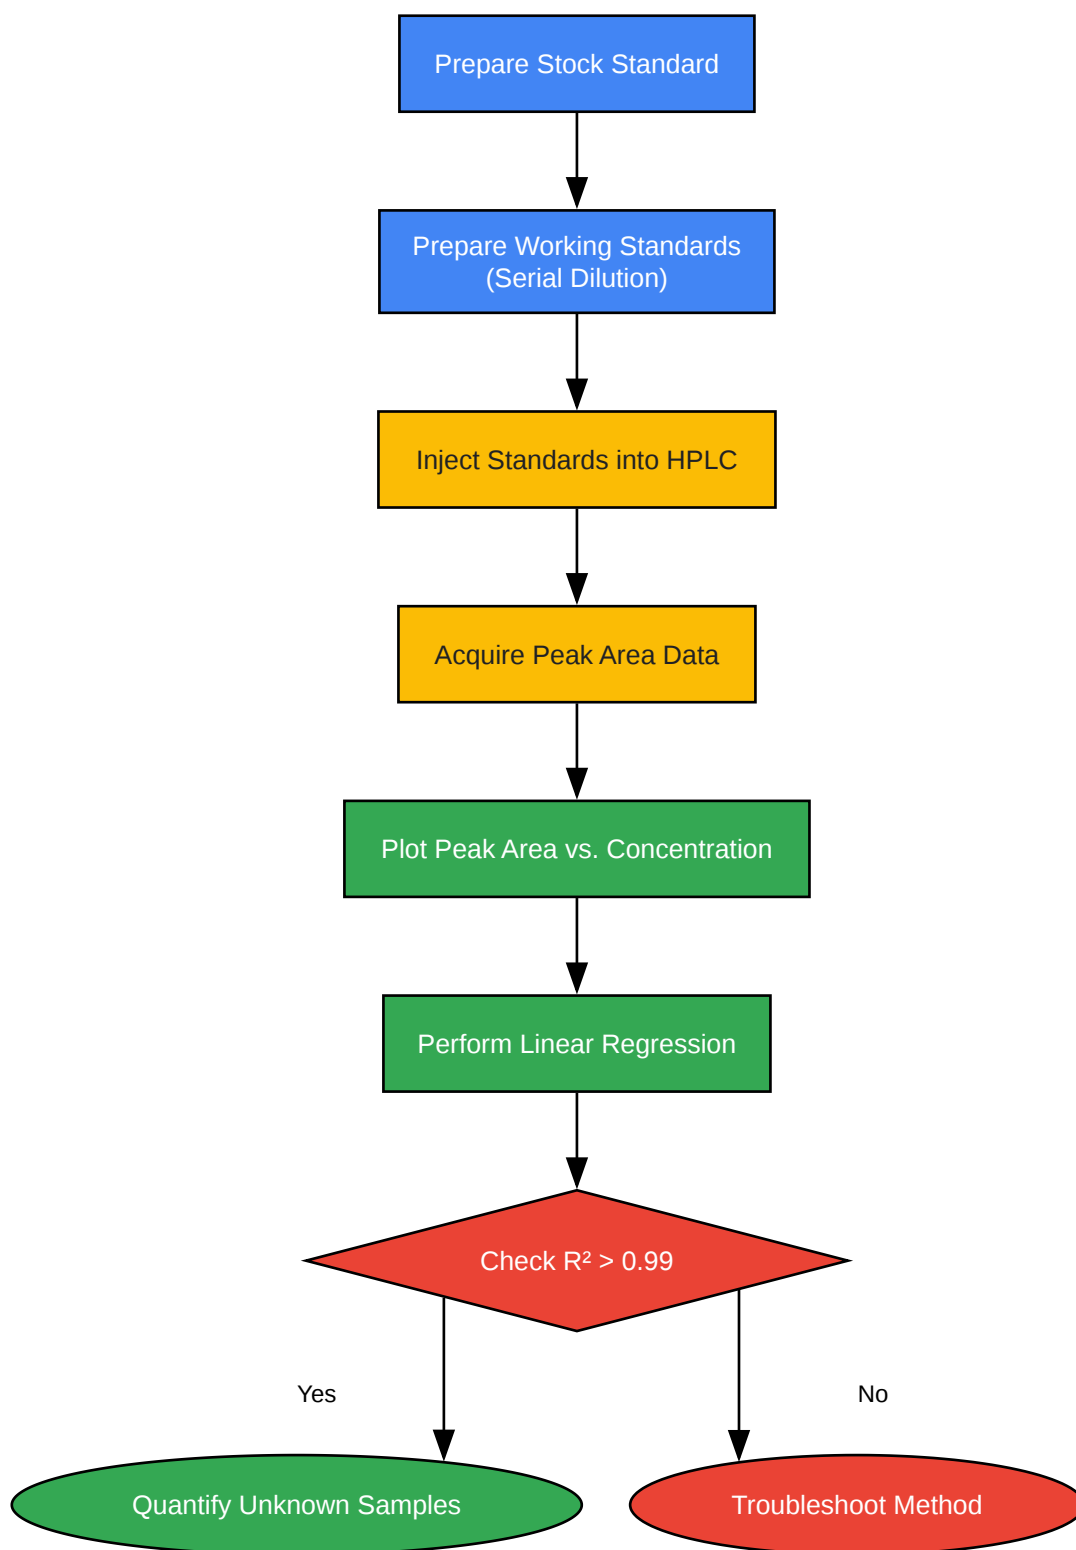 Prepare Stock Standard
Prepare Working Standards
(Serial Dilution)
Inject Standards into HPLC
Acquire Peak Area Data
Plot Peak Area vs. Concentration
Perform Linear Regression
Check R² > 0.99
Yes
No
Quantify Unknown Samples
Troubleshoot Method